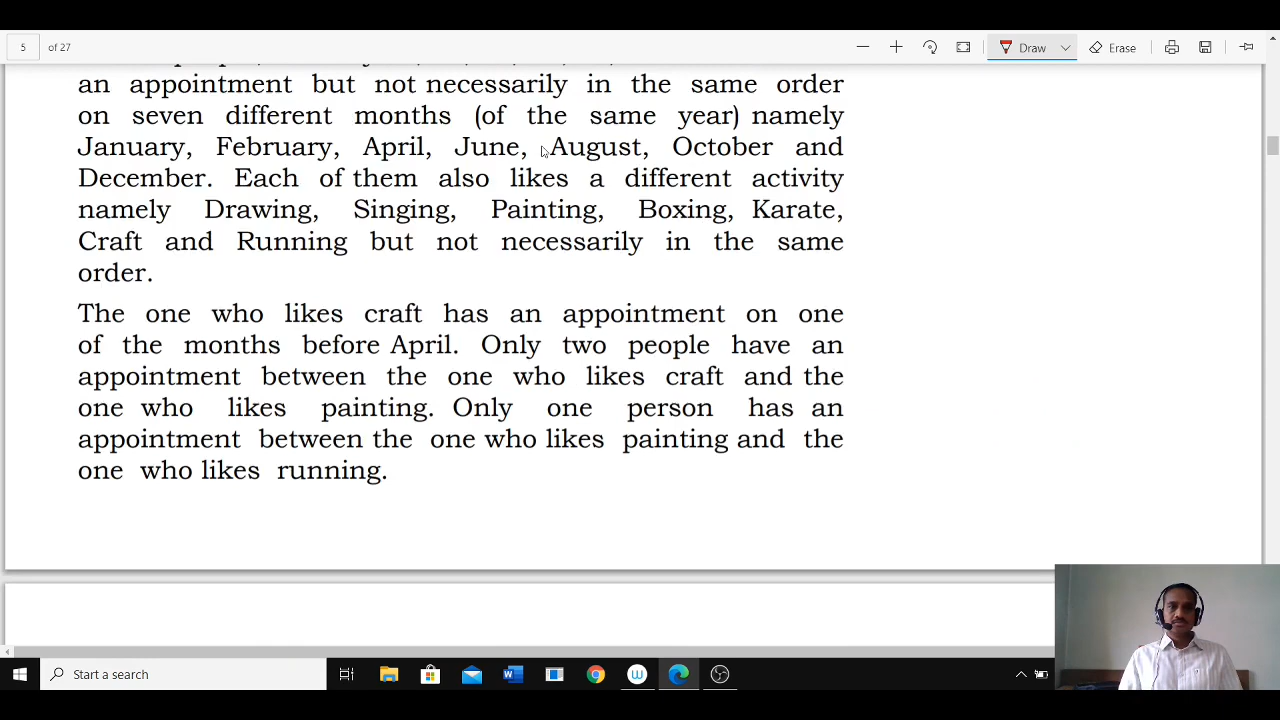 5 of 27
Draw
Erase
an appointment but not necessarily in the same order
on seven different months (of the same year) namely
January, February, April, June, August, October and
December. Each of them also likes a different activity
namely Drawing, Singing, Painting, Boxing, Karate,
Craft and Running but not necessarily in the same
order.
The one who likes craft has an appointment on one
of the months before April. Only two people have an
appointment between the one who likes craft and the
one who likes painting. Only one person has an
appointment between the one who likes painting and the
one who likes running.
Start a search